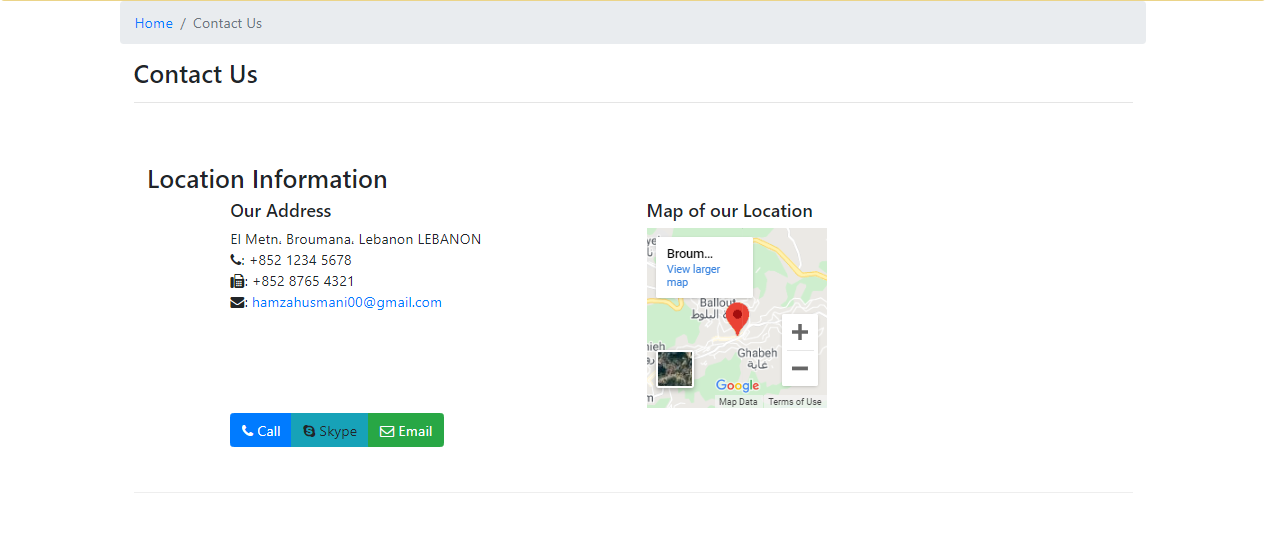 Home / Contact Us
Contact Us
Location Information
Our Address
El Metn, Broumana, Lebanon LEBANON
: +852 1234 5678
: +852 8765 4321
: hamzahusmani00@gmail.com
Call
Skype
Email
Map of our Location
Broum...
View larger
map
Ballout
البلوط
Ghabeh
غابة
Google
Map Data
Terms of Use